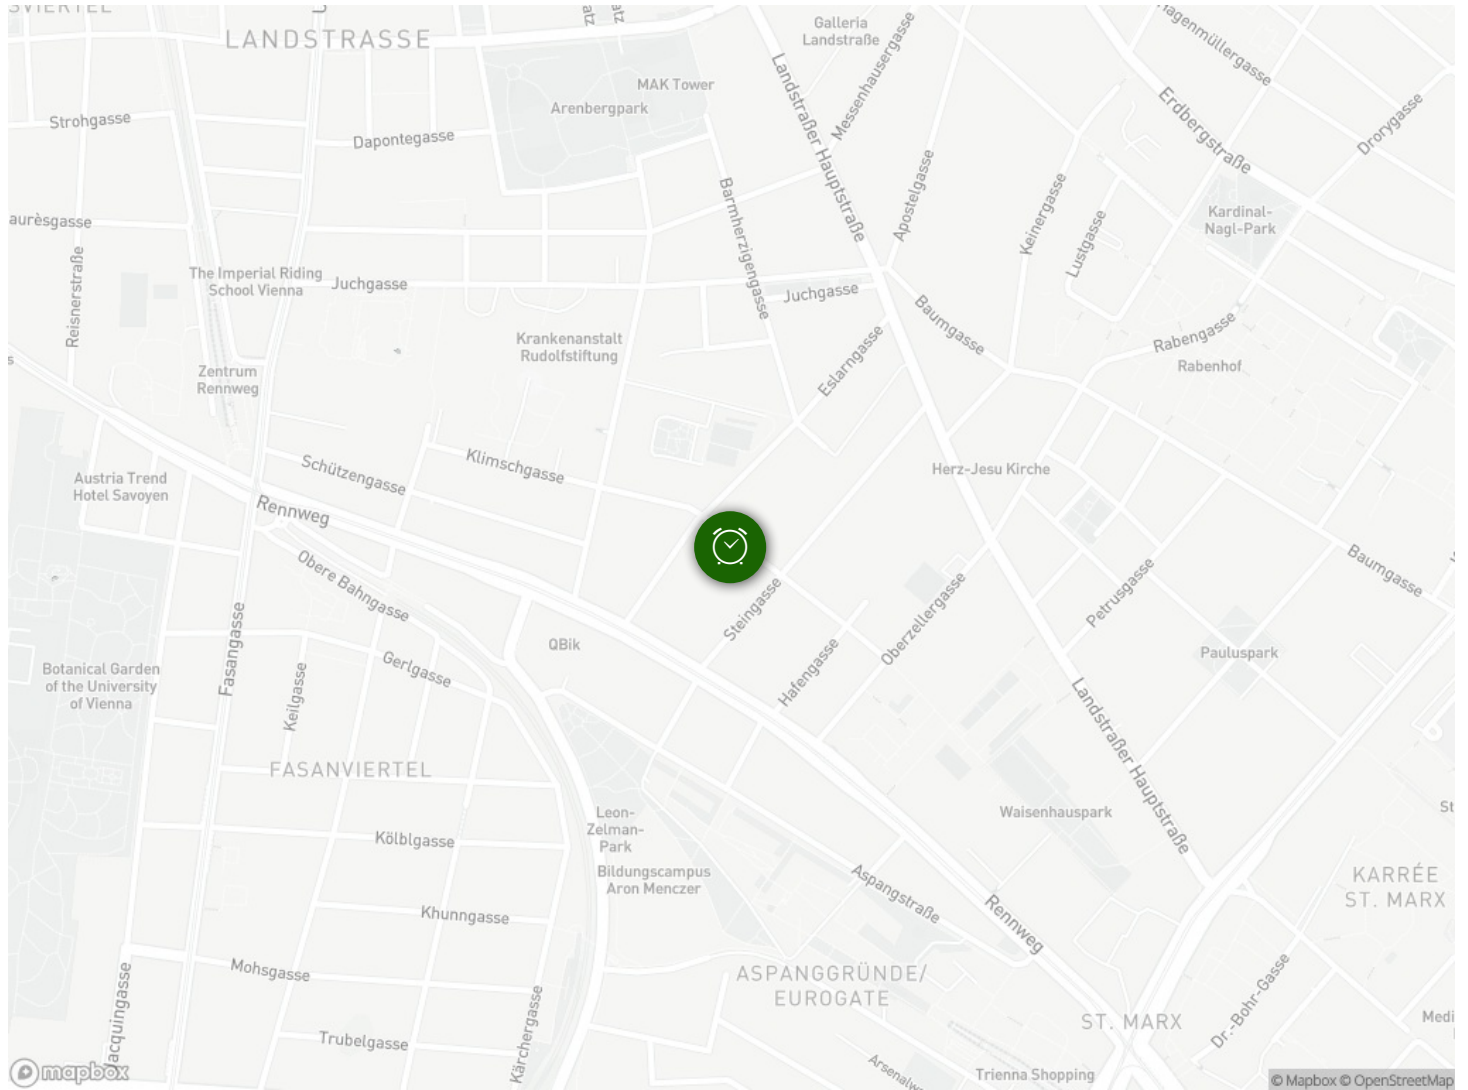 LANDSTRASSE
Galleria
Landstraße
MAK Tower
Arenbergpark
Strohgasse
Dapontegasse
Landstraßer Hauptstraße
Messenhausergasse
Erdbergstraße
Drorygasse
Barmherzigengasse
Apostelgasse
Keinergasse
Lustgasse
Kardinal-
Nagl-Park
Reisnerstraße
The Imperial Riding
School Vienna
Juchgasse
Juchgasse
Baumgasse
Krankenanstalt
Rudolfstiftung
Eslarngasse
Rabengasse
Rabenhof
Zentrum
Rennweg
Austria Trend
Hotel Savoyen
Schützengasse
Klimschgasse
Herz-Jesu Kirche
Rennweg
Obere Bahngasse
Baumgasse
Steingasse
Petrusgasse
Oberzellergasse
Hafengasse
Pauluspark
QBik
Fasangasse
Gerlgasse
Keilgasse
Botanical Garden
of the University
of Vienna
Landstraßer Hauptstraße
FASANVIERTEL
Leon-
Zelman-
Park
Waisenhauspark
Kölblgasse
Bildungscampus
Aron Menczer
Aspangstraße
KARRÉE
ST. MARX
Khunngasse
Rennweg
Mohsgasse
ASPANGGRÜNDE/
EUROGATE
Dr.-Bohr-Gasse
ST. MARX
Jacquingasse
Trubelgasse
Kärchergasse
Trienna Shopping
mapbox
© Mapbox © OpenStreetMap